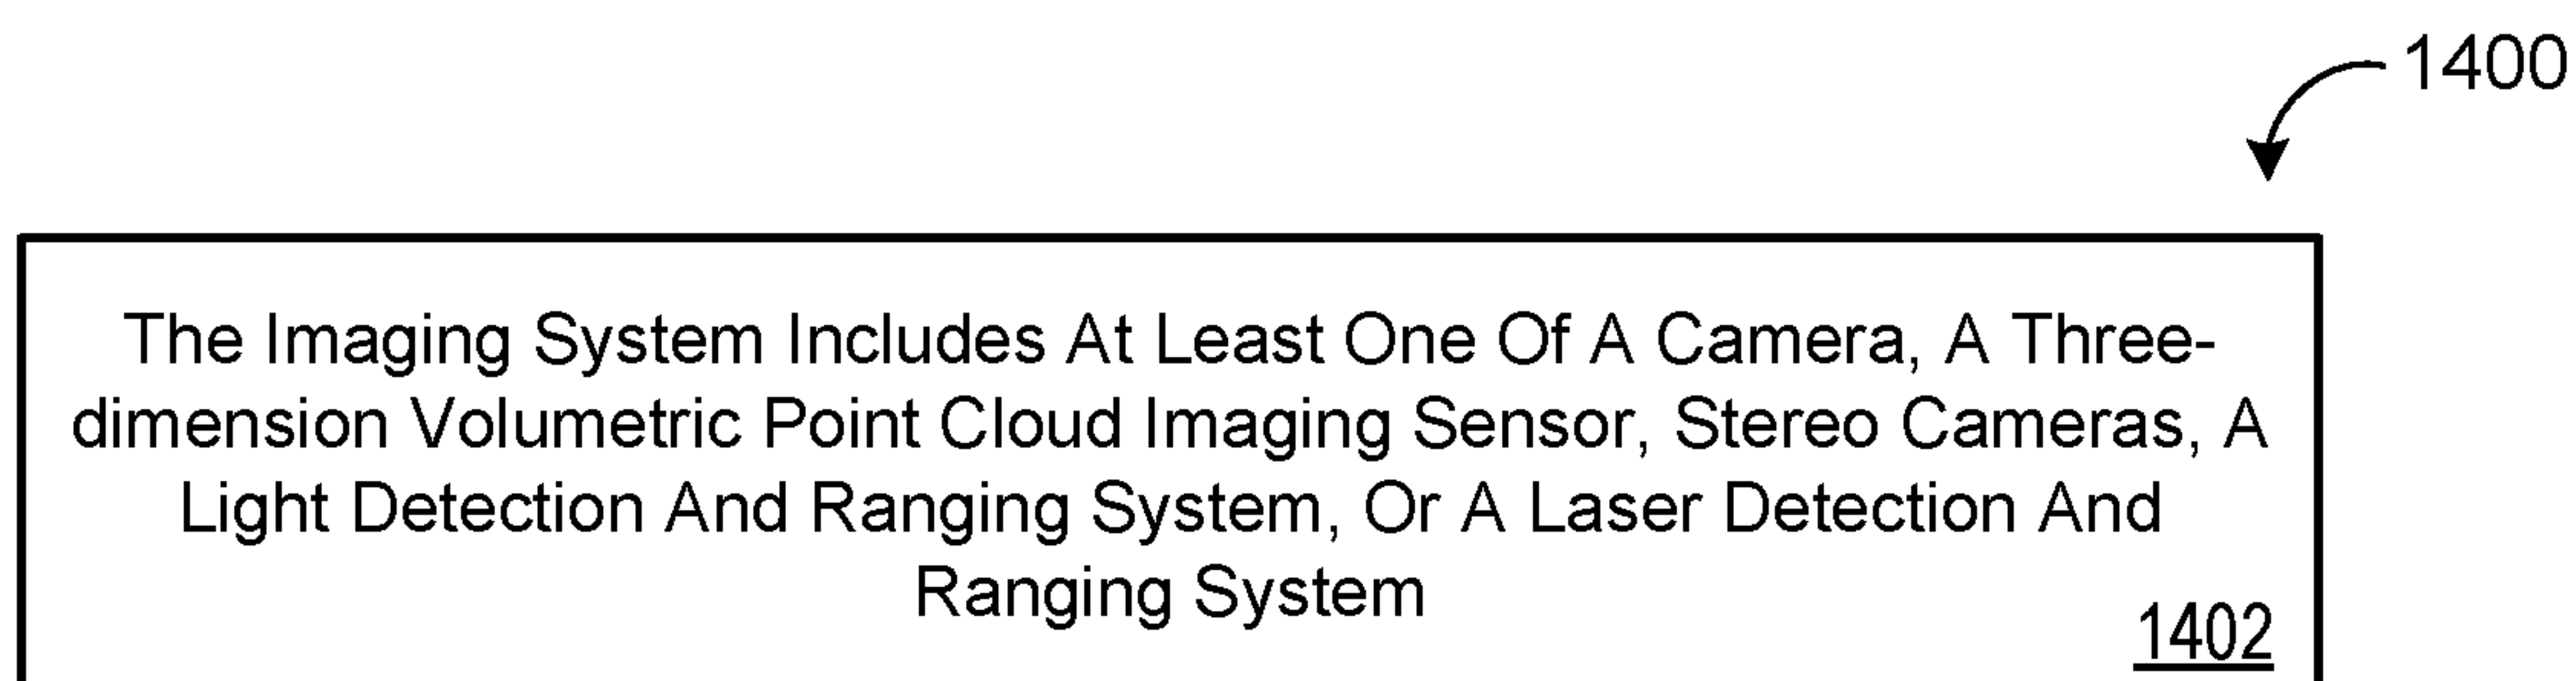 1400
The Imaging System Includes At Least One Of A Camera, A Three-
dimension Volumetric Point Cloud Imaging Sensor, Stereo Cameras, A
Light Detection And Ranging System, Or A Laser Detection And
Ranging System
1402